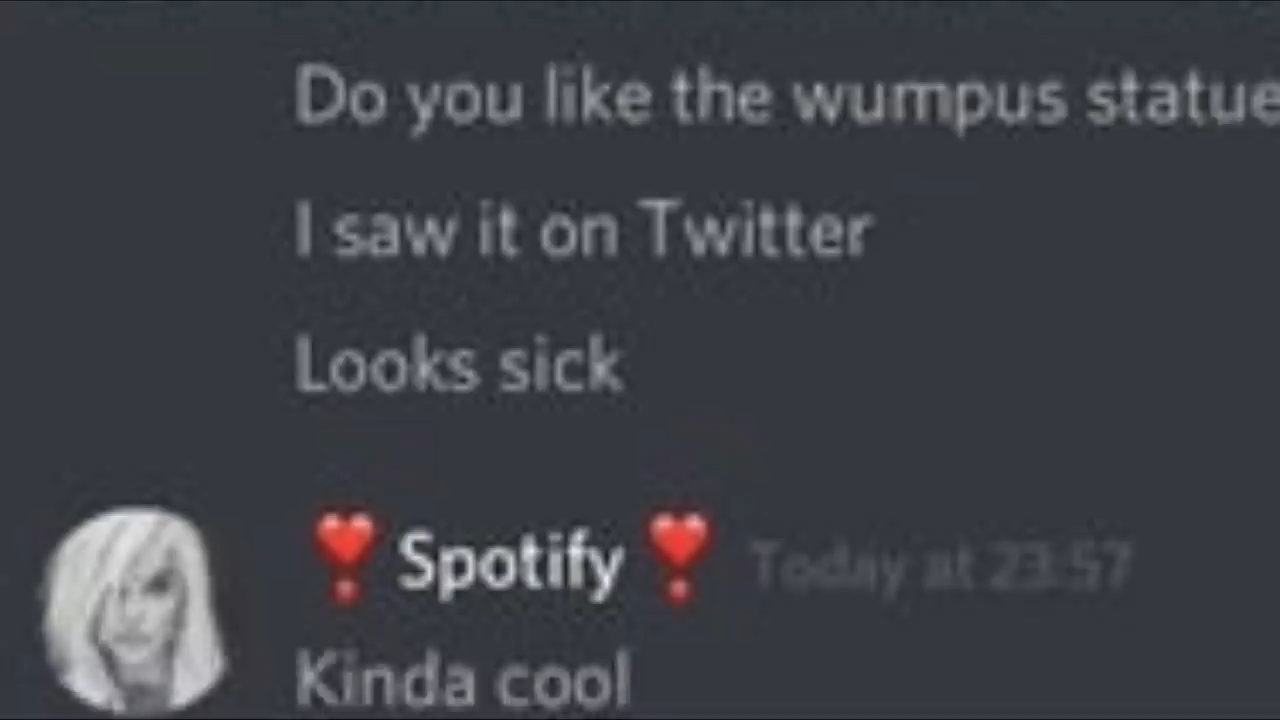 Do you like the wumpus statue
I saw it on Twitter
Looks sick
❣️ Spotify ❣️ Today at 23:57
Kinda cool